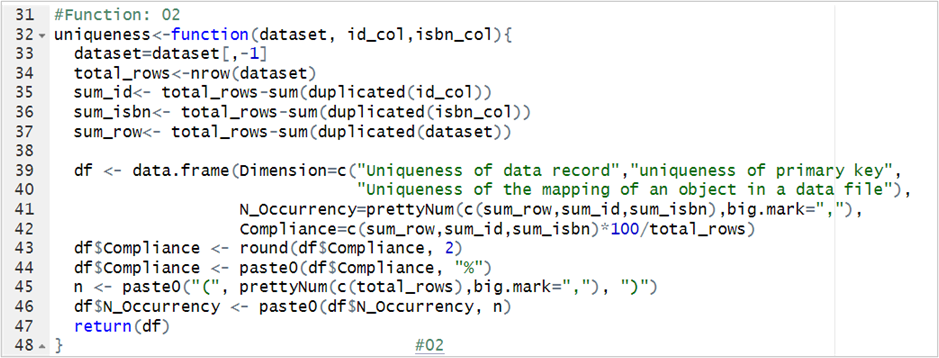 31 #Function: 02
32 uniqueness<-function(dataset, id_col,isbn_col){
33   dataset=dataset[,-1]
34   total_rows<-nrow(dataset)
35   sum_id<- total_rows-sum(duplicated(id_col))
36   sum_isbn<- total_rows-sum(duplicated(isbn_col))
37   sum_row<- total_rows-sum(duplicated(dataset))
38
39   df <- data.frame(Dimension=c("Uniqueness of data record","uniqueness of primary key",
40                                "Uniqueness of the mapping of an object in a data file"),
41                    N_Occurrency=prettyNum(c(sum_row,sum_id,sum_isbn),big.mark=","),
42                    Compliance=c(sum_row,sum_id,sum_isbn)*100/total_rows)
43   df$Compliance <- round(df$Compliance, 2)
44   df$Compliance <- paste0(df$Compliance, "%")
45   n <- paste0("(", prettyNum(c(total_rows),big.mark=","), ")")
46   df$N_Occurrency <- paste0(df$N_Occurrency, n)
47   return(df)
48 }                                   #02